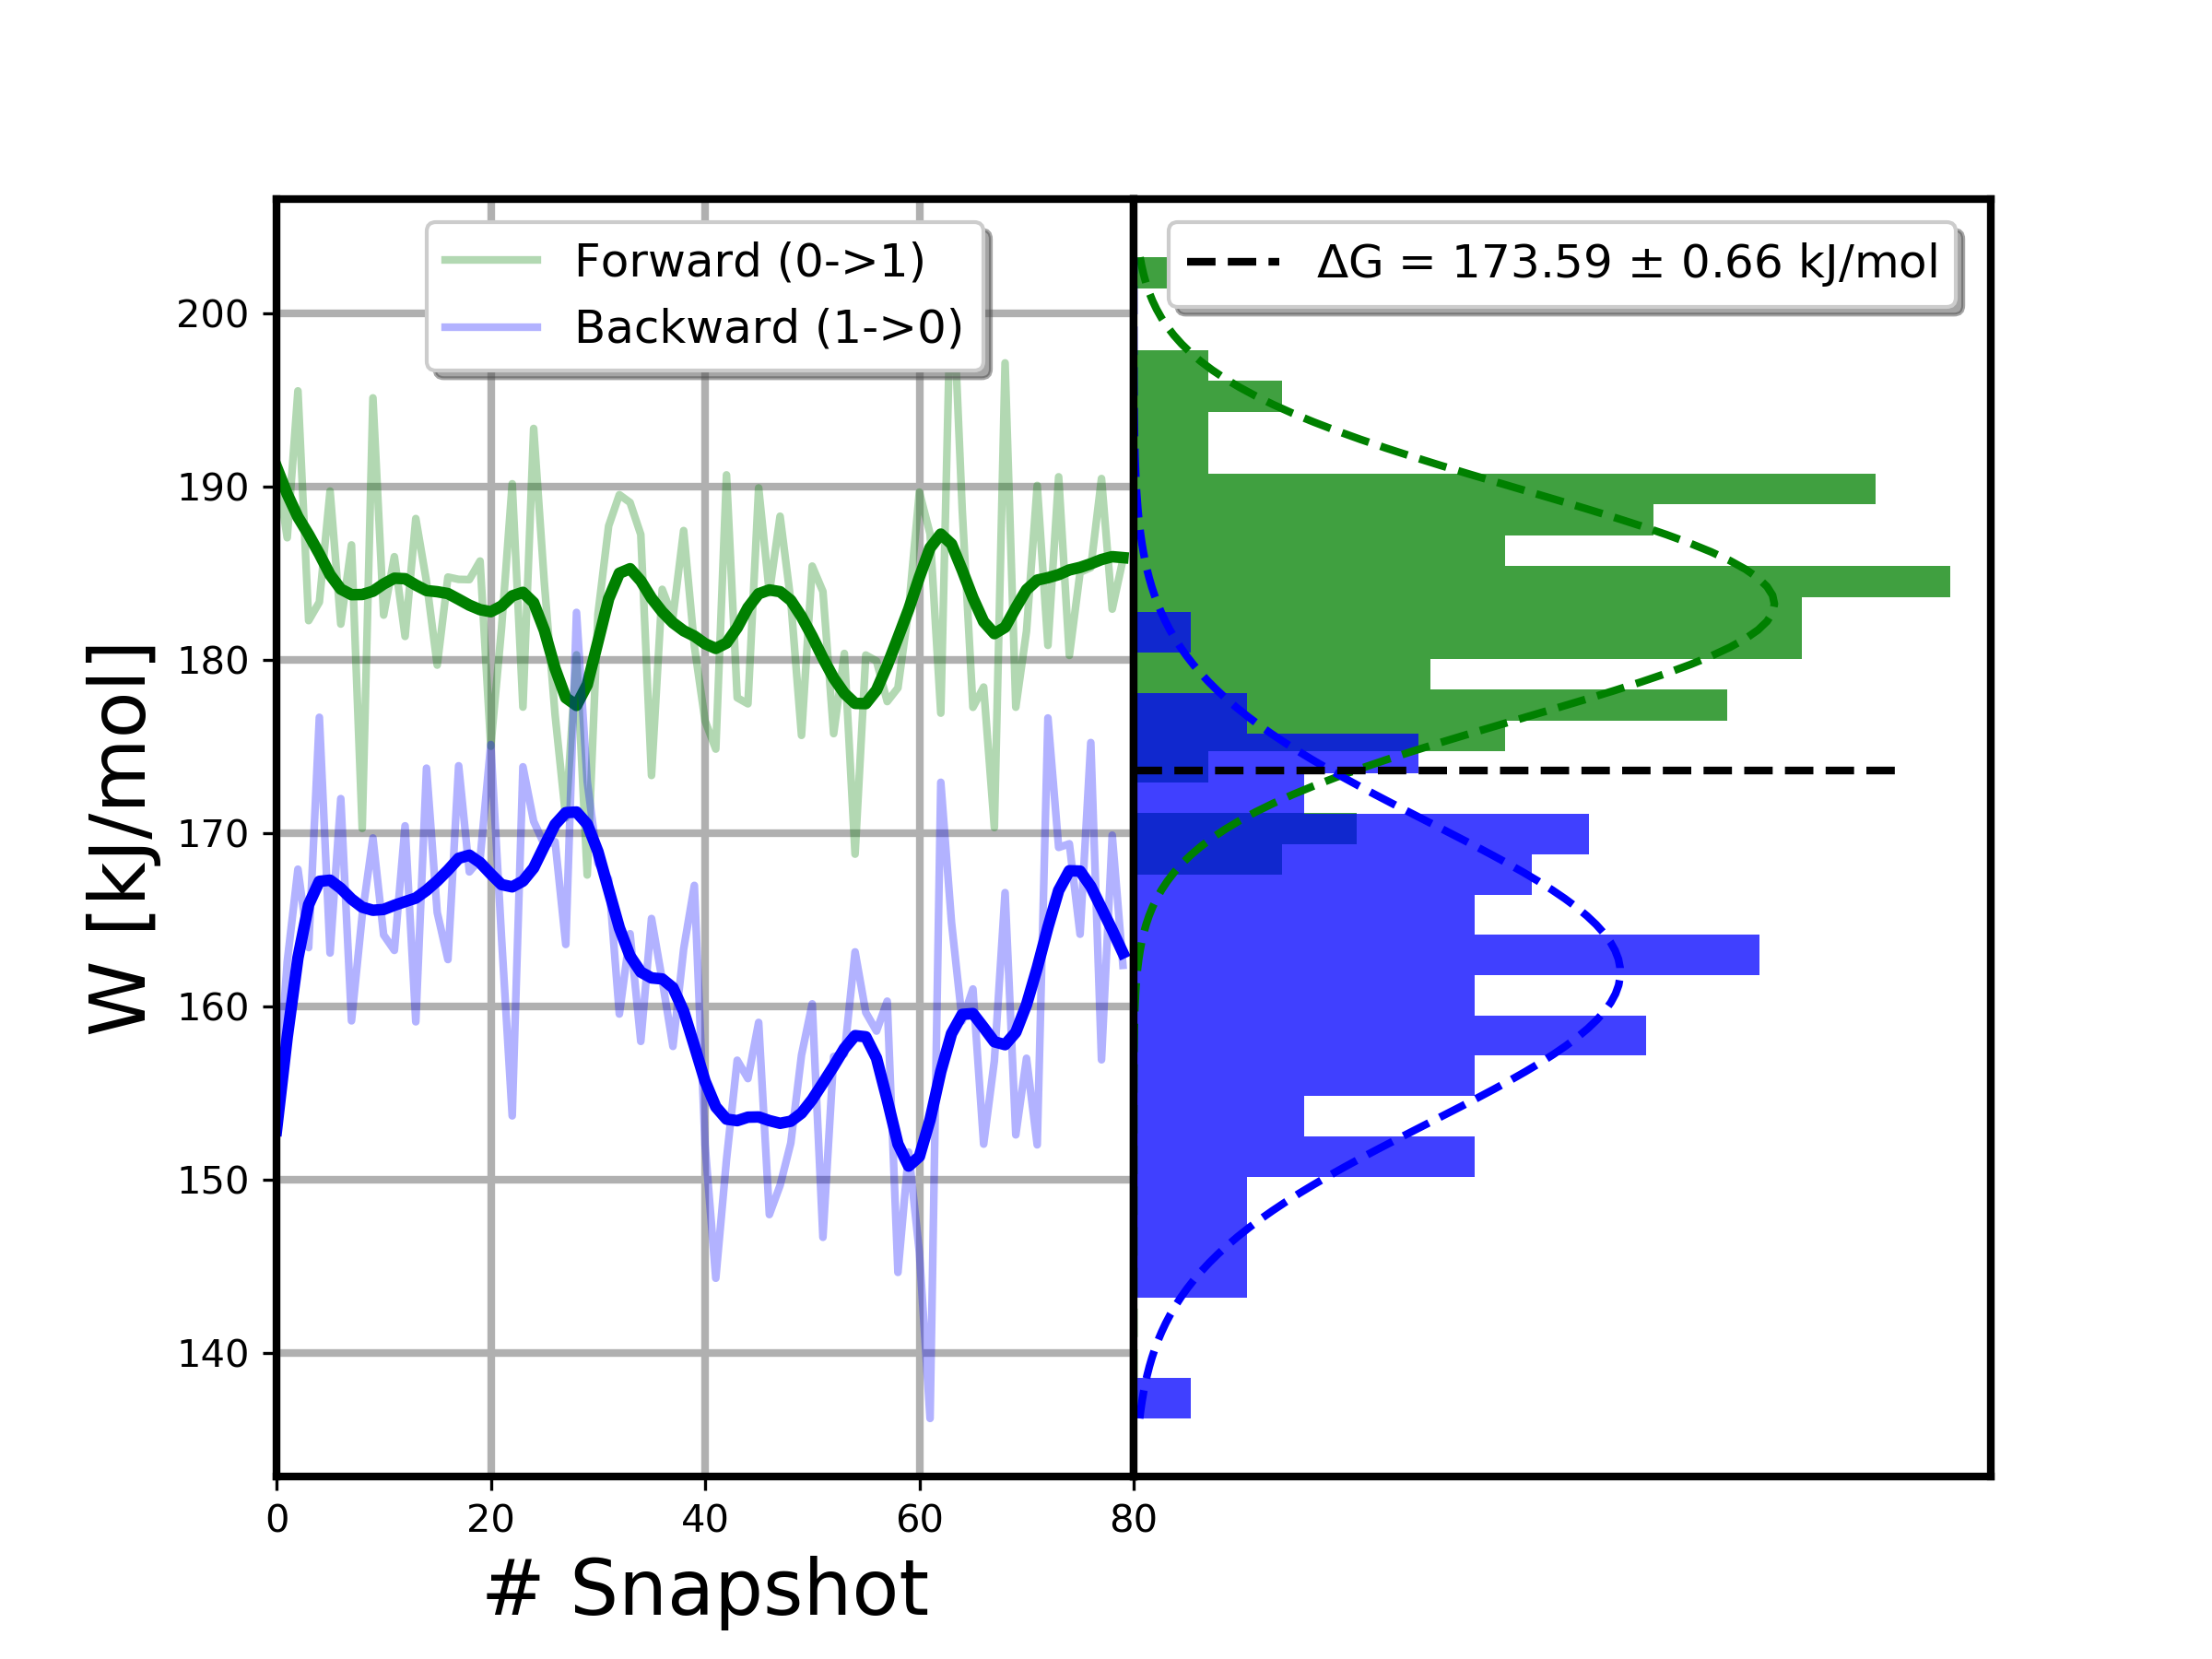 Forward (0->1)
Backward (1->0)
ΔG = 173.59 ± 0.66 kJ/mol
W [kJ/mol]
200
190
180
170
160
150
140
0 20 40 60 80
# Snapshot